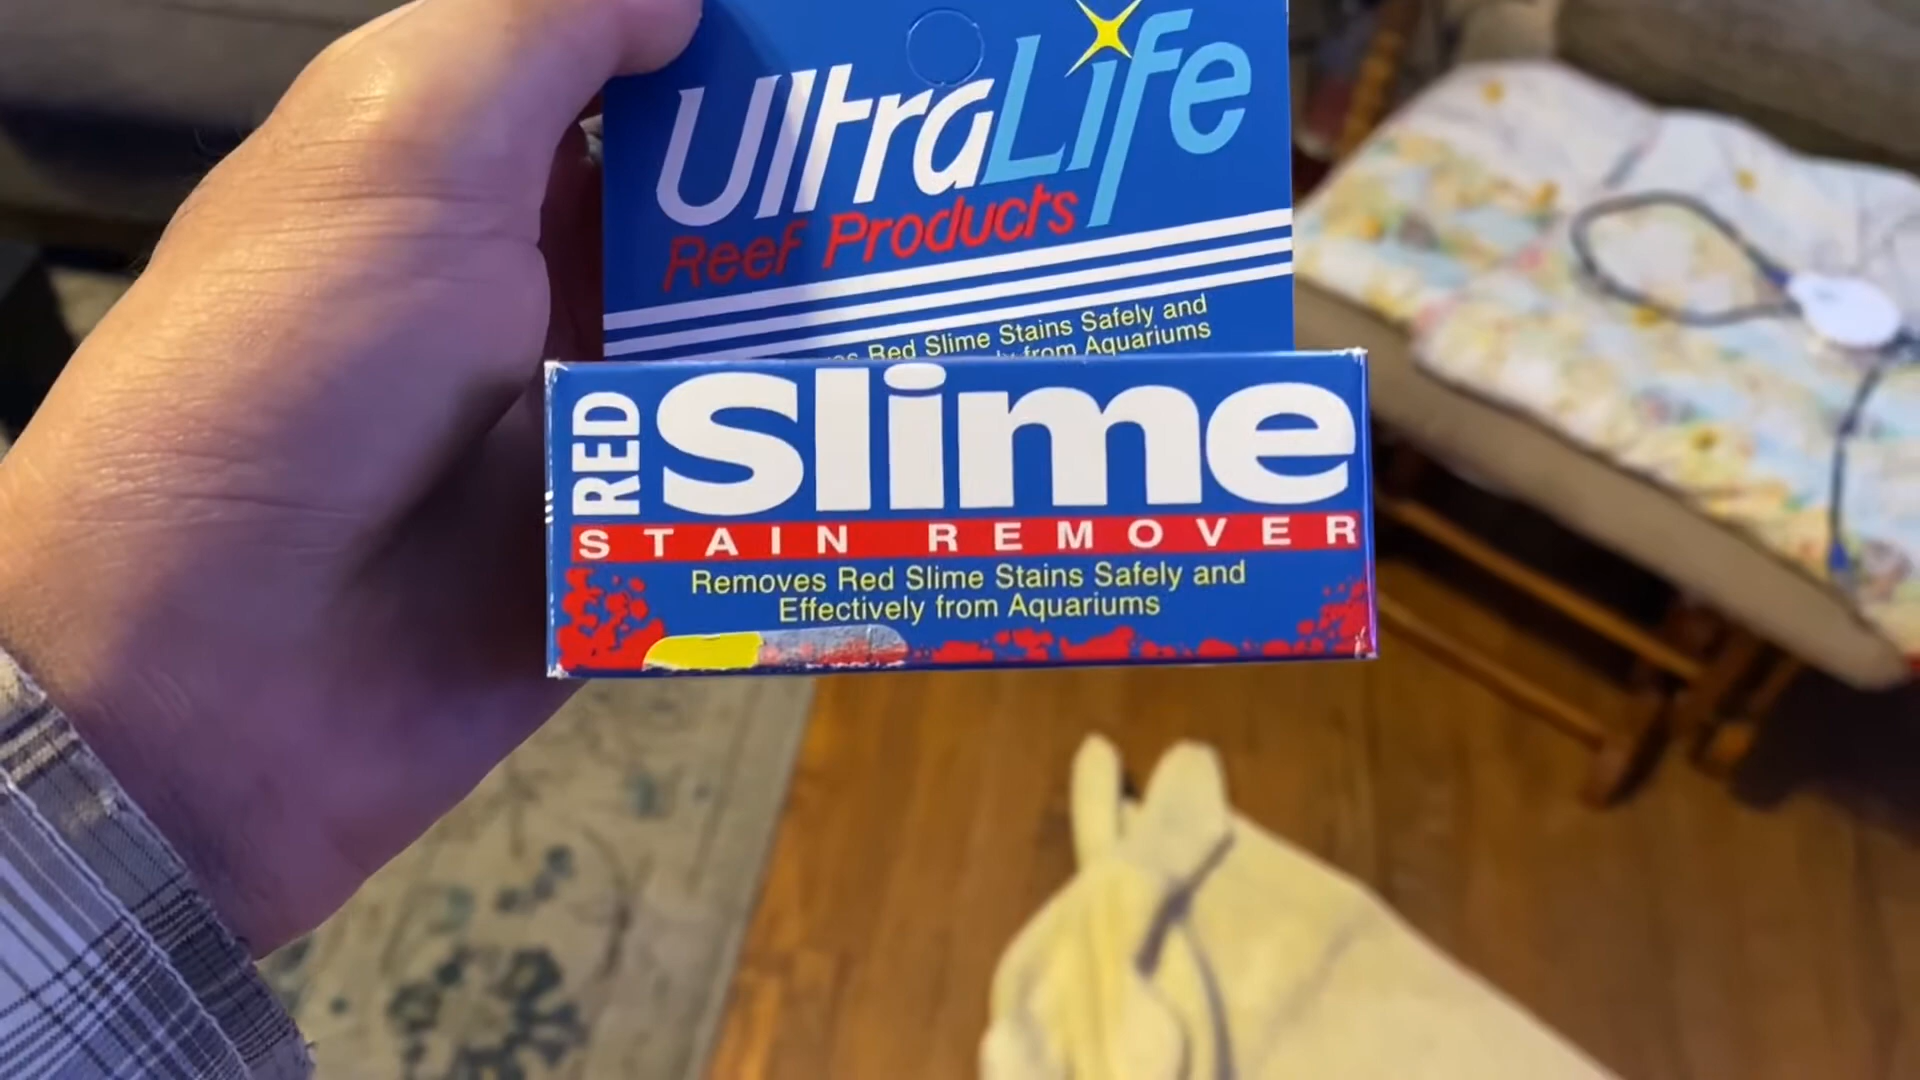 UltraLife
Reef Products
Red Slime Stains Safely and
from Aquariums
RED Slime
STAIN REMOVER
Removes Red Slime Stains Safely and
Effectively from Aquariums